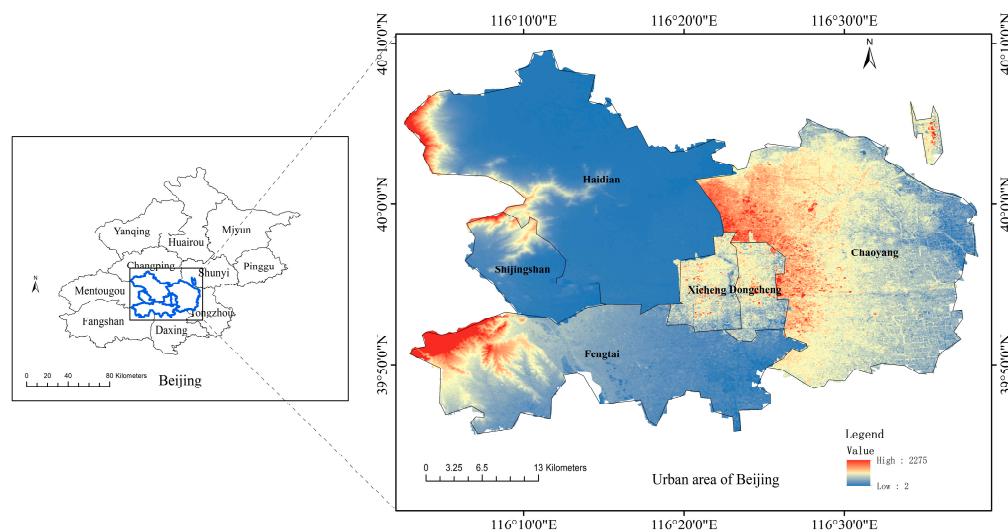 N
Yanqing
Huairou
Miyun
Changping
Shunyi
Pinggu
Mentougou
Tongzhou
Fangshan
Daxing
0 20 40 80 Kilometers
Beijing
116°10'0"E 116°20'0"E 116°30'0"E
40°10'0"N 40°10'0"N
N
Haidian
40°0'0"N 40°0'0"N
Chaoyang
Shijingshan
Xicheng Dongcheng
Fengtai
39°50'0"N 39°50'0"N
Legend
Value
High : 2275
Low : 2
0 3.25 6.5 13 Kilometers
Urban area of Beijing
116°10'0"E 116°20'0"E 116°30'0"E